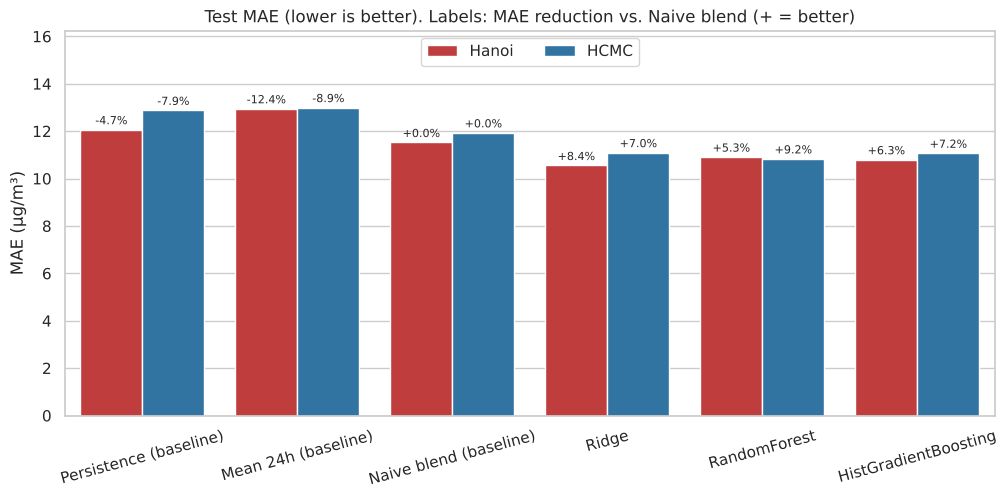 Test MAE (lower is better). Labels: MAE reduction vs. Naive blend (+ = better)
Hanoi HCMC
MAE (µg/m³)
16
14
12
10
8
6
4
2
0
-4.7% -7.9% -12.4% -8.9% +0.0% +0.0% +8.4% +7.0% +5.3% +9.2% +6.3% +7.2%
Persistence (baseline) Mean 24h (baseline) Naive blend (baseline) Ridge RandomForest HistGradientBoosting